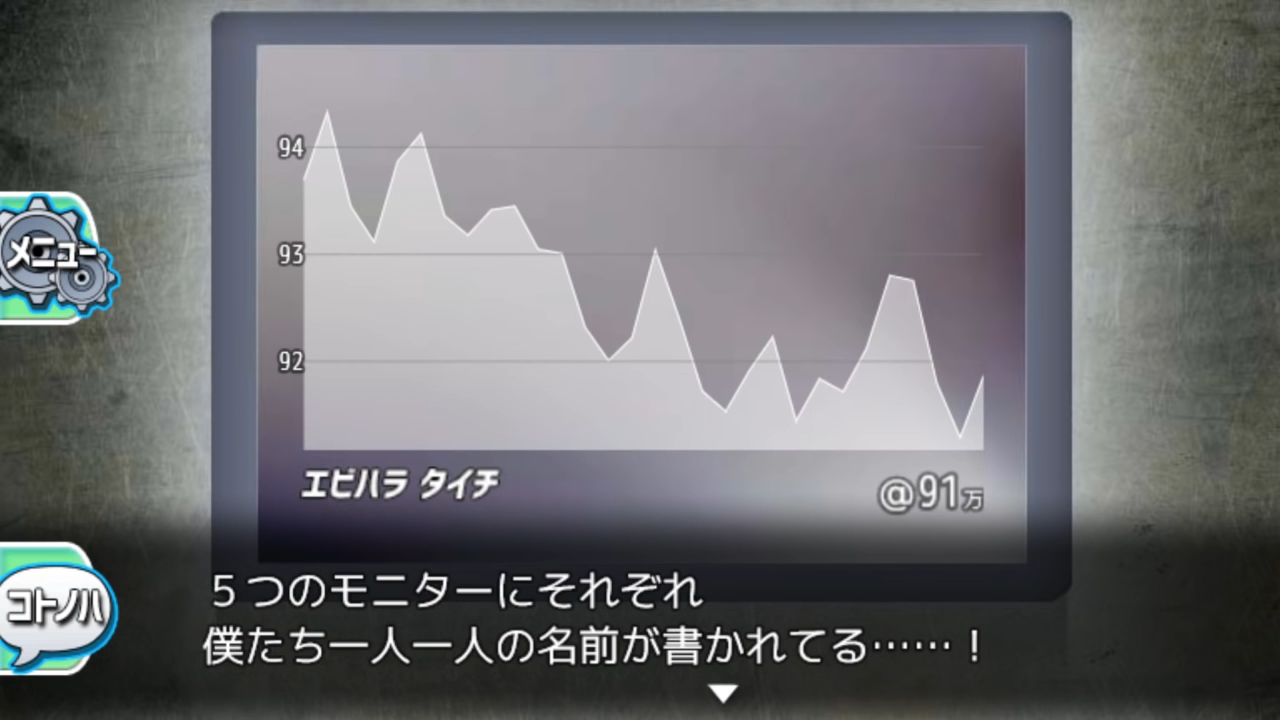 94
93
92
メニュー
エビハラ タイチ
@91万
コトノハ
５つのモニターにそれぞれ
僕たち一人一人の名前が書かれてる……！